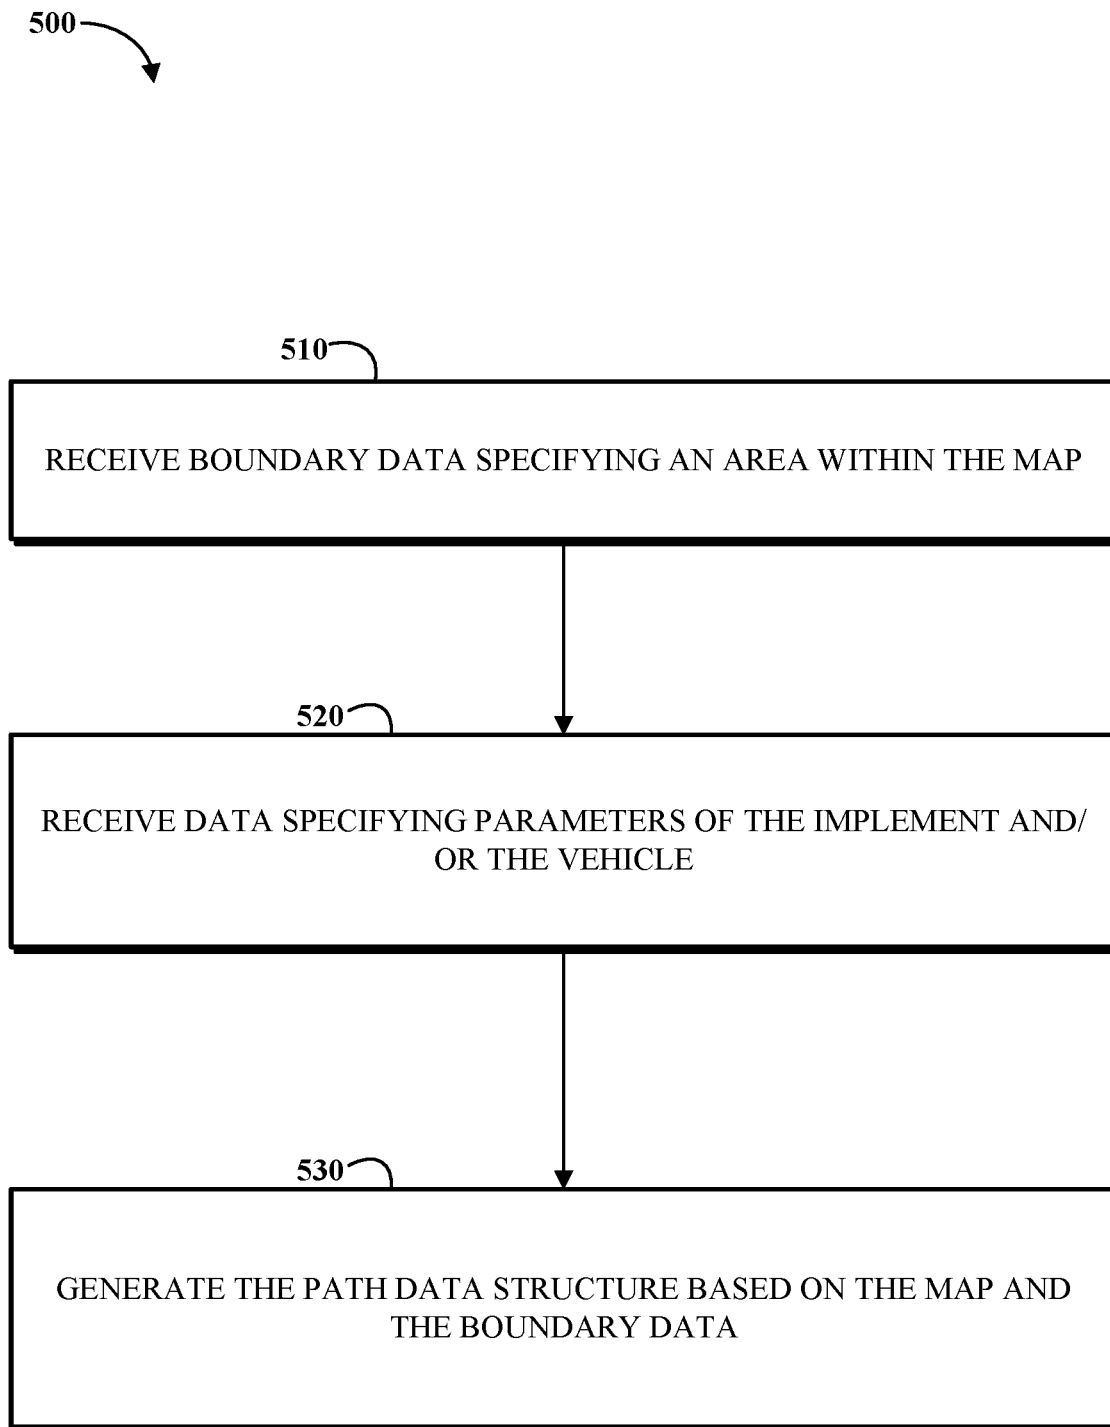 500
510
RECEIVE BOUNDARY DATA SPECIFYING AN AREA WITHIN THE MAP
520
RECEIVE DATA SPECIFYING PARAMETERS OF THE IMPLEMENT AND/
OR THE VEHICLE
530
GENERATE THE PATH DATA STRUCTURE BASED ON THE MAP AND
THE BOUNDARY DATA